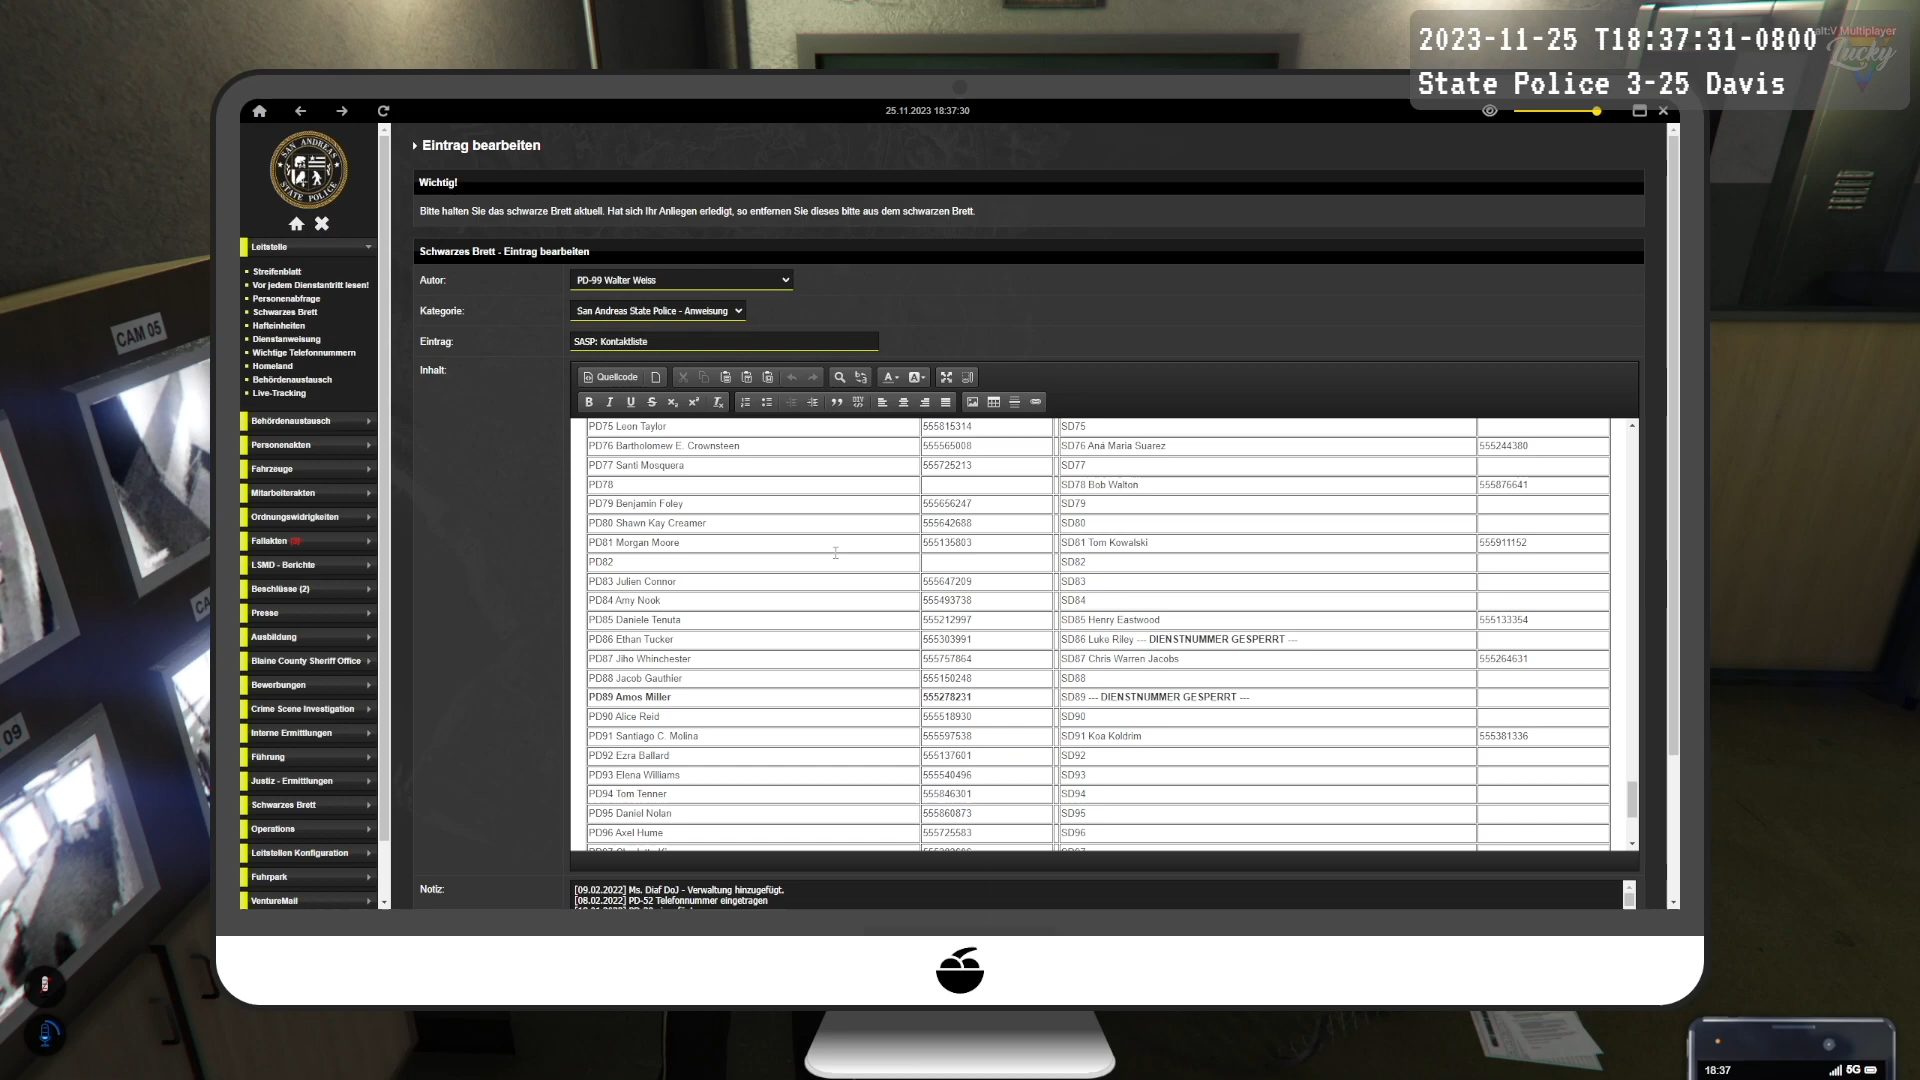 2023-11-25 T18:37:31-0800
alt:V Multiplayer
Lucky
State Police 3-25 Davis
25.11.2023 18:37:30
CAM 05
09
SAN ANDREAS
STATE POLICE
Leitstelle
Streifenblatt
Vor jedem Dienstantritt lesen!
Personenabfrage
Schwarzes Brett
Hafteinheiten
Dienstanweisung
Wichtige Telefonnummern
Homeland
Behördenaustausch
Live-Tracking
Behördenaustausch
Personenakten
Fahrzeuge
Mitarbeiterakten
Ordnungswidrigkeiten
Fallakten
LSMD - Berichte
Beschlüsse (2)
Presse
Ausbildung
Blaine County Sheriff Office
Bewerbungen
Crime Scene Investigation
Interne Ermittlungen
Führung
Justiz - Ermittlungen
Schwarzes Brett
Operations
Leitstellen Konfiguration
Fuhrpark
VentureMail
Eintrag bearbeiten
Wichtig!
Bitte halten Sie das schwarze Brett aktuell. Hat sich Ihr Anliegen erledigt, so entfernen Sie dieses bitte aus dem schwarzen Brett.
Schwarzes Brett - Eintrag bearbeiten
Autor: PD-99 Walter Weiss
Kategorie: San Andreas State Police - Anweisung
Eintrag: SASP: Kontaktliste
Inhalt:
Quellcode
PD75 Leon Taylor 555815314 SD75
PD76 Bartholomew E. Crownsteen 555565008 SD76 Aná Maria Suarez 555244380
PD77 Santi Mosquera 555725213 SD77
PD78 SD78 Bob Walton 555876641
PD79 Benjamin Foley 555656247 SD79
PD80 Shawn Kay Creamer 555642688 SD80
PD81 Morgan Moore 555135803 SD81 Tom Kowalski 555911152
PD82 SD82
PD83 Julien Connor 555647209 SD83
PD84 Amy Nook 555493738 SD84
PD85 Daniele Tenuta 555212997 SD85 Henry Eastwood 555133354
PD86 Ethan Tucker 555303991 SD86 Luke Riley --- DIENSTNUMMER GESPERRT ---
PD87 Jiho Whinchester 555757864 SD87 Chris Warren Jacobs 555264631
PD88 Jacob Gauthier 555150248 SD88
PD89 Amos Miller 555278231 SD89 --- DIENSTNUMMER GESPERRT ---
PD90 Alice Reid 555518930 SD90
PD91 Santiago C. Molina 555597538 SD91 Koa Koldrim 555381336
PD92 Ezra Ballard 555137601 SD92
PD93 Elena Williams 555540496 SD93
PD94 Tom Tenner 555846301 SD94
PD95 Daniel Nolan 555860873 SD95
PD96 Axel Hume 555725583 SD96
Notiz: [09.02.2022] Ms. Diaf DoJ - Verwaltung hinzugefügt.
[08.02.2022] PD-52 Telefonnummer eingetragen
18:37 5G